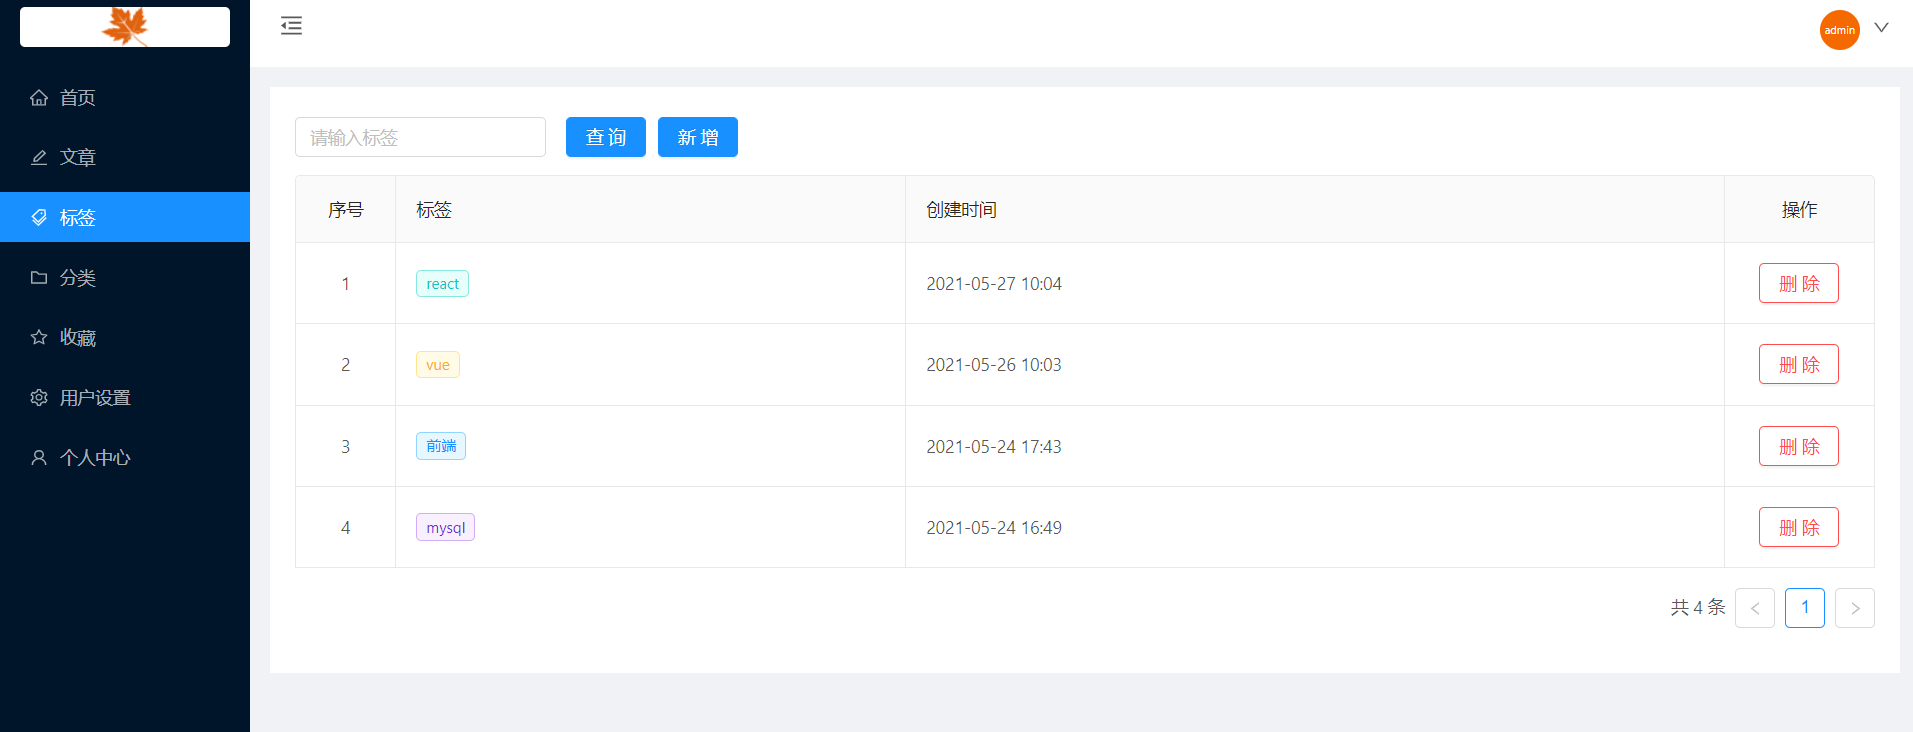 admin
首页
文章
标签
分类
收藏
用户设置
个人中心
请输入标签 查询 新增
序号 标签 创建时间 操作
1 react 2021-05-27 10:04 删除
2 vue 2021-05-26 10:03 删除
3 前端 2021-05-24 17:43 删除
4 mysql 2021-05-24 16:49 删除
共 4 条 < 1 >